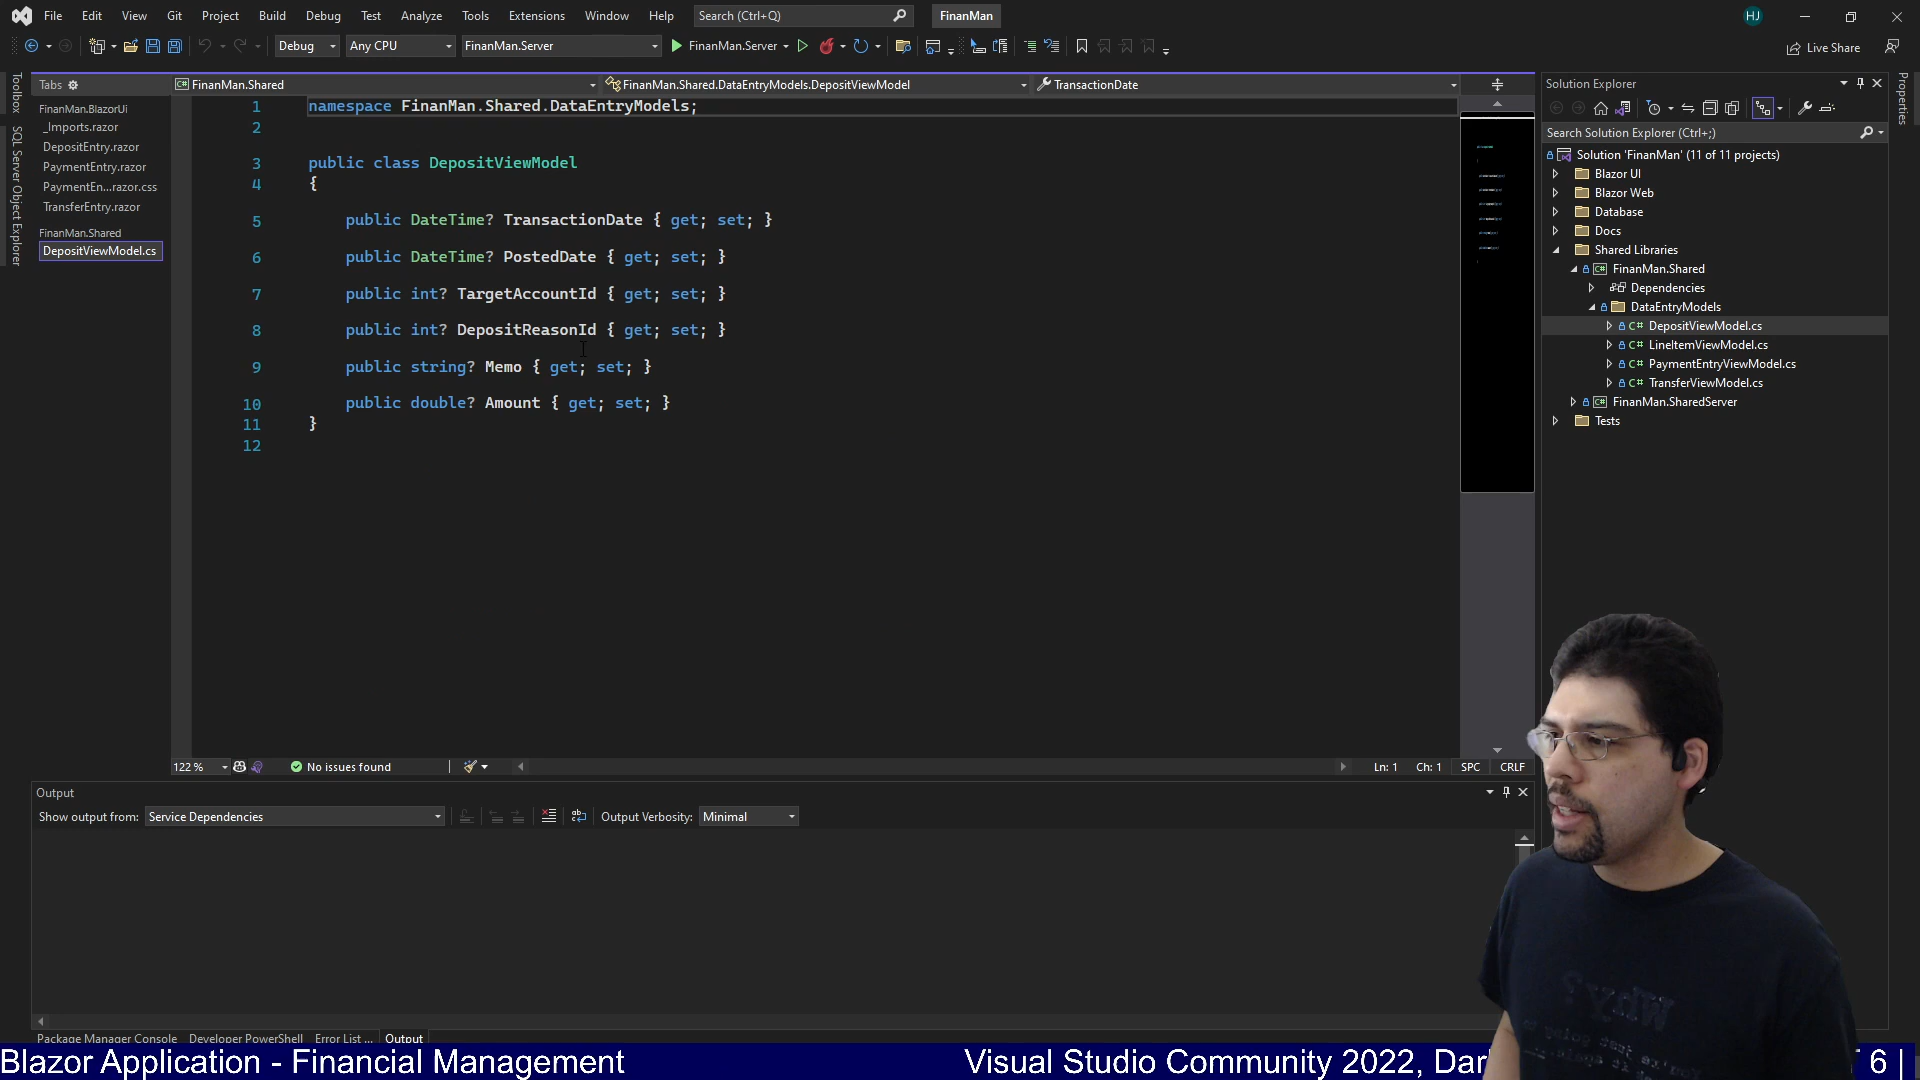 File Edit View Git Project Build Debug Test Analyze Tools Extensions Window Help Search (Ctrl+Q) FinanMan HJ
Debug Any CPU FinanMan.Server FinanMan.Server Live Share
Toolbox
SQL Server Object Explorer
Tabs
FinanMan.BlazorUi
_Imports.razor
DepositEntry.razor
PaymentEntry.razor
PaymentEn...razor.css
TransferEntry.razor
FinanMan.Shared
DepositViewModel.cs
FinanMan.Shared FinanMan.Shared.DataEntryModels.DepositViewModel TransactionDate
1 namespace FinanMan.Shared.DataEntryModels;
2
3 public class DepositViewModel
4 {
5 public DateTime? TransactionDate { get; set; }
6 public DateTime? PostedDate { get; set; }
7 public int? TargetAccountId { get; set; }
8 public int? DepositReasonId { get; set; }
9 public string? Memo { get; set; }
10 public double? Amount { get; set; }
11 }
12
122 % No issues found Ln: 1 Ch: 1 SPC CRLF
Solution Explorer
Search Solution Explorer (Ctrl+;)
Solution 'FinanMan' (11 of 11 projects)
Blazor UI
Blazor Web
Database
Docs
Shared Libraries
C# FinanMan.Shared
Dependencies
DataEntryModels
C# DepositViewModel.cs
C# LineItemViewModel.cs
C# PaymentEntryViewModel.cs
C# TransferViewModel.cs
C# FinanMan.SharedServer
Tests
Properties
Output
Show output from: Service Dependencies Output Verbosity: Minimal
Package Manager Console Developer PowerShell Error List ... Output
Blazor Application - Financial Management Visual Studio Community 2022, Dar
6 |